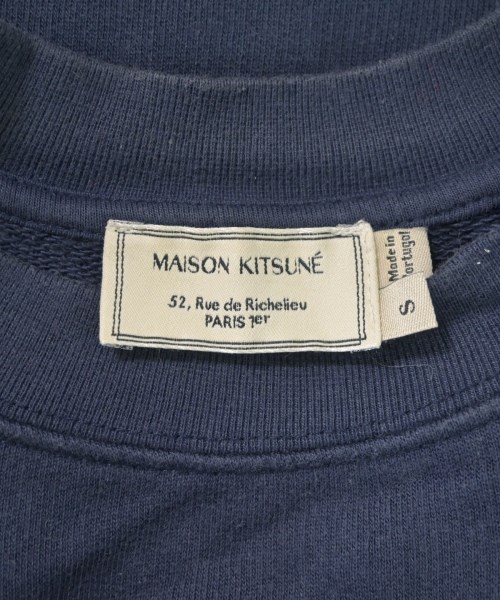 MAISON KITSUNÉ
52, Rue de Richelieu
PARIS 1er
Made in
Portugal
S